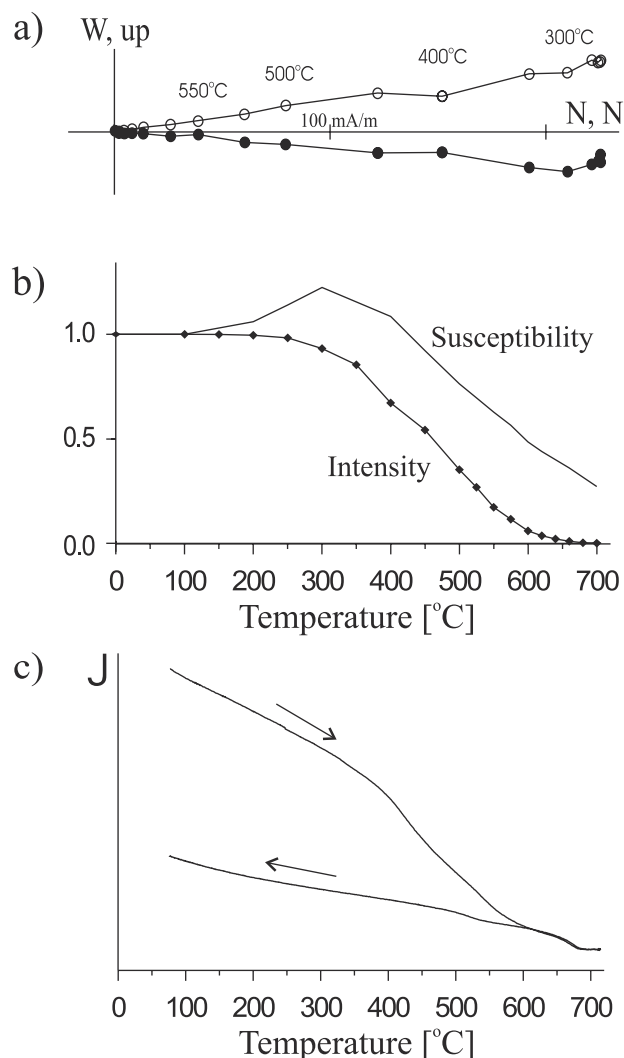 a)
W, up
300°C
400°C
500°C
550°C
N, N
100 mA/m
b)
1.0
Susceptibility
0.5
Intensity
0.0
0 100 200 300 400 500 600 700
Temperature [°C]
c)
J
0 100 200 300 400 500 600 700
Temperature [°C]